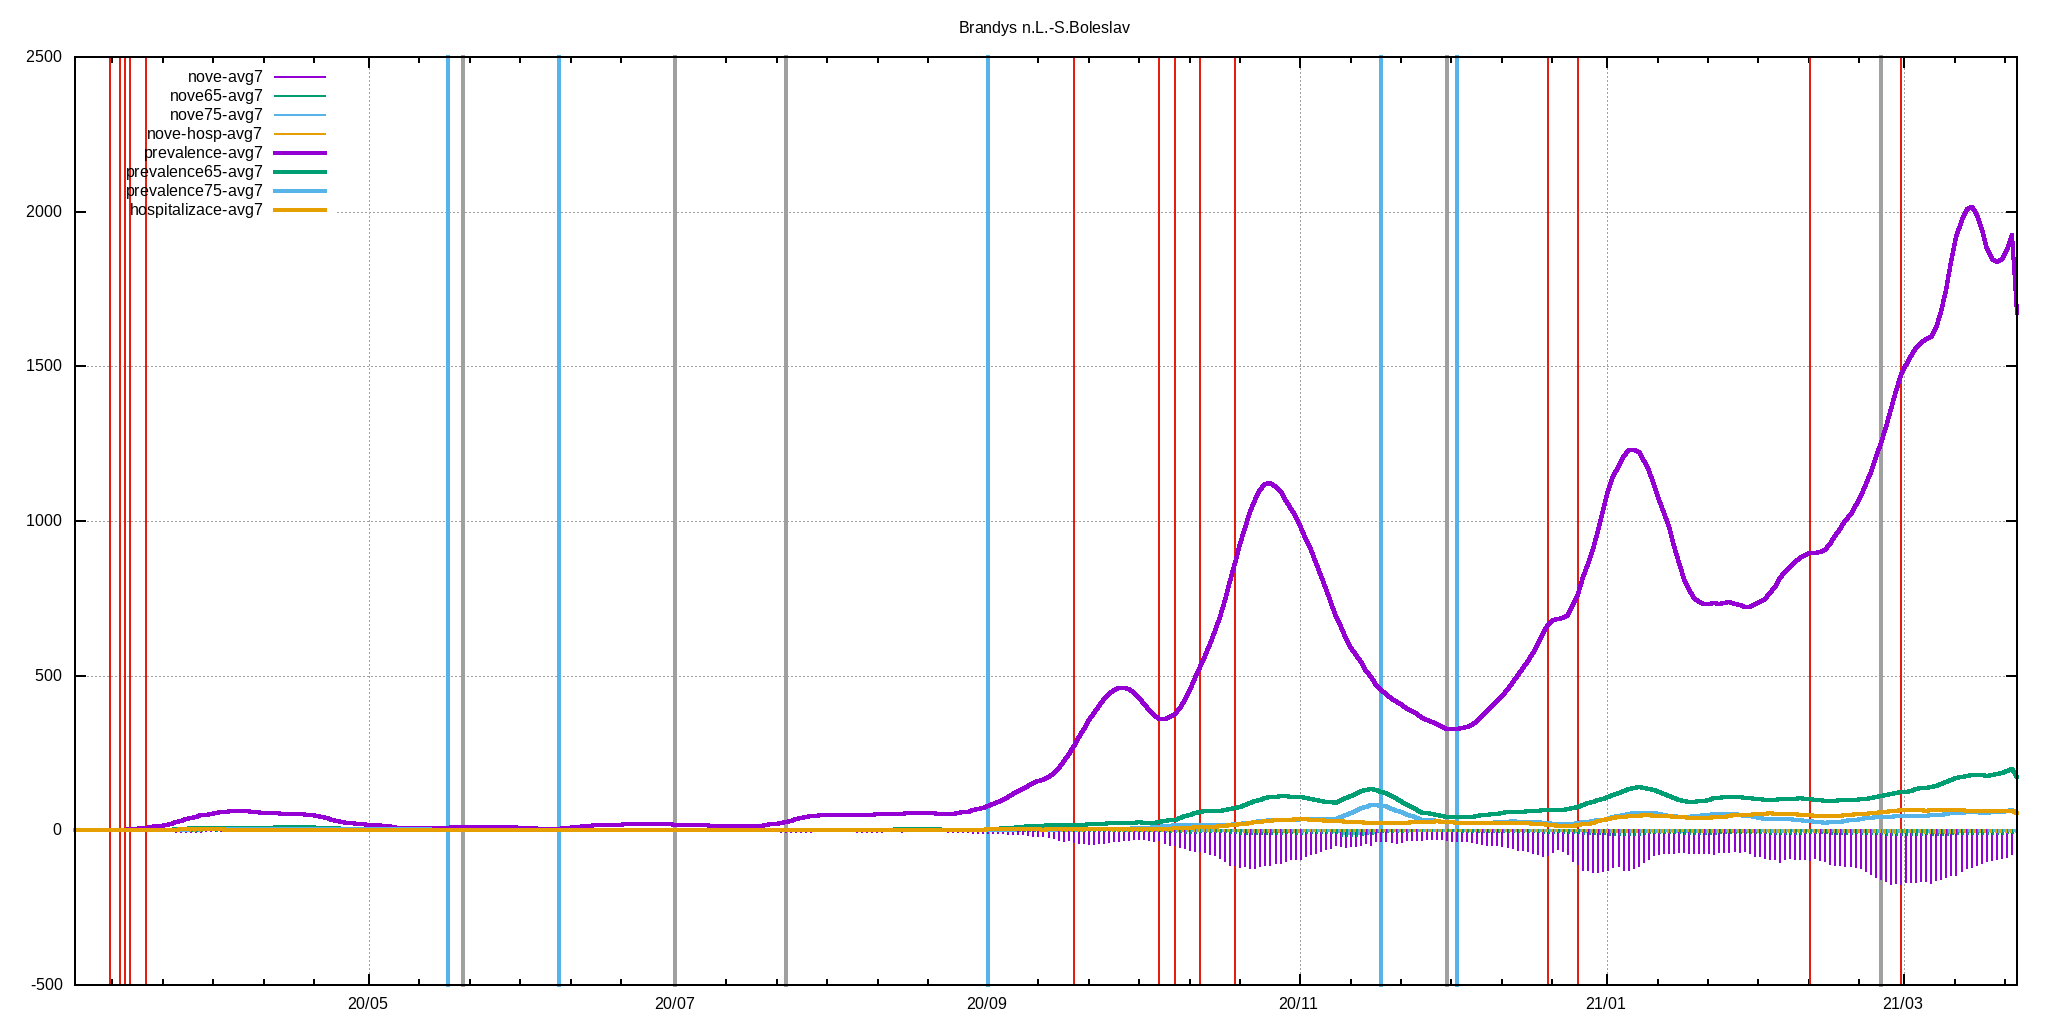 Brandys n.L.-S.Boleslav
2500
2000
1500
1000
500
0
-500
nove-avg7
nove65-avg7
nove75-avg7
nove-hosp-avg7
prevalence-avg7
prevalence65-avg7
prevalence75-avg7
hospitalizace-avg7
20/05 20/07 20/09 20/11 21/01 21/03